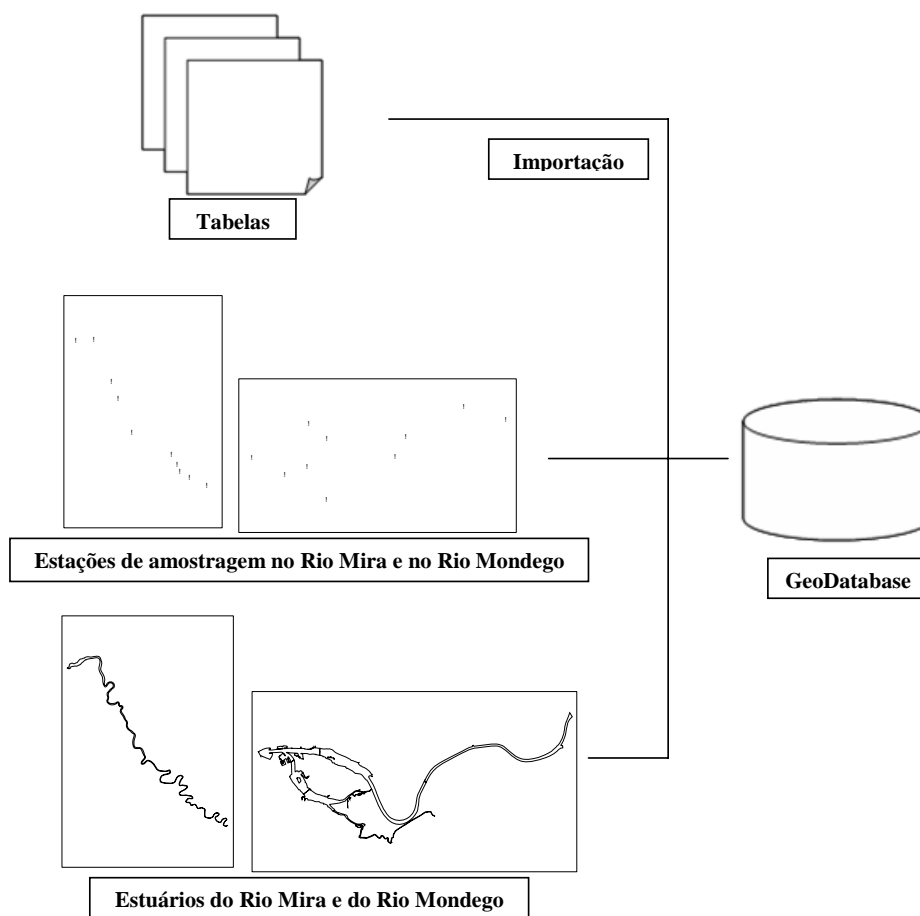 Importação
Tabelas
Estações de amostragem no Rio Mira e no Rio Mondego
GeoDatabase
Estuários do Rio Mira e do Rio Mondego